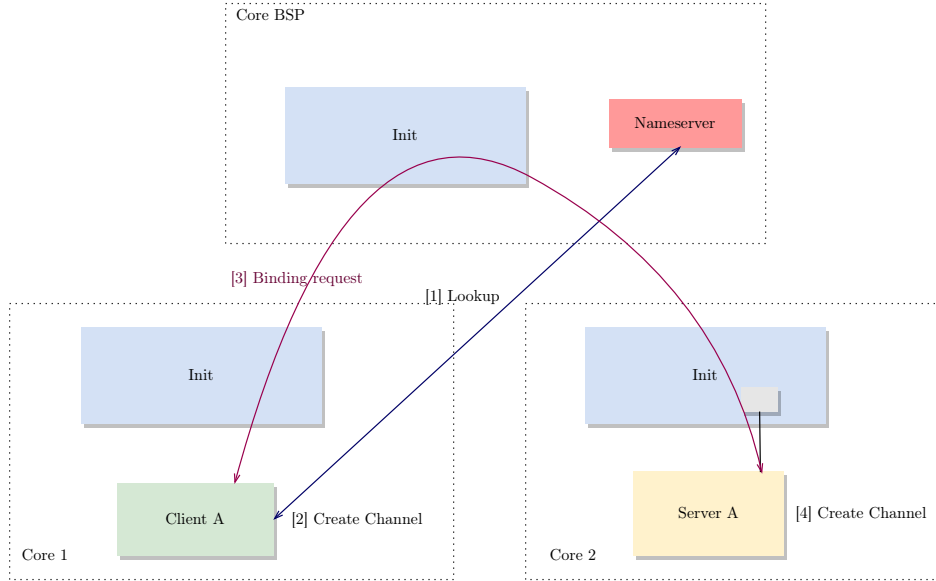 Core BSP
Init
Nameserver
[3] Binding request
[1] Lookup
Init
Init
Client A
[2] Create Channel
Server A
[4] Create Channel
Core 1
Core 2